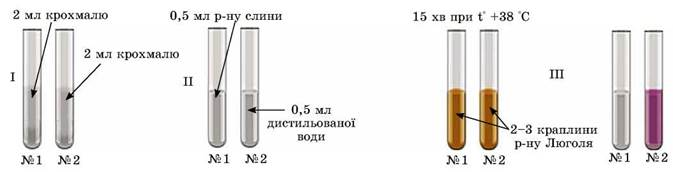 2 мл крохмалю
2 мл крохмалю
I
№1 №2
0,5 мл р-ну слини
II
0,5 мл
дистильованої
води
№1 №2
15 хв при t° +38 °С
III
2–3 краплини
р-ну Люголя
№1 №2
№1 №2